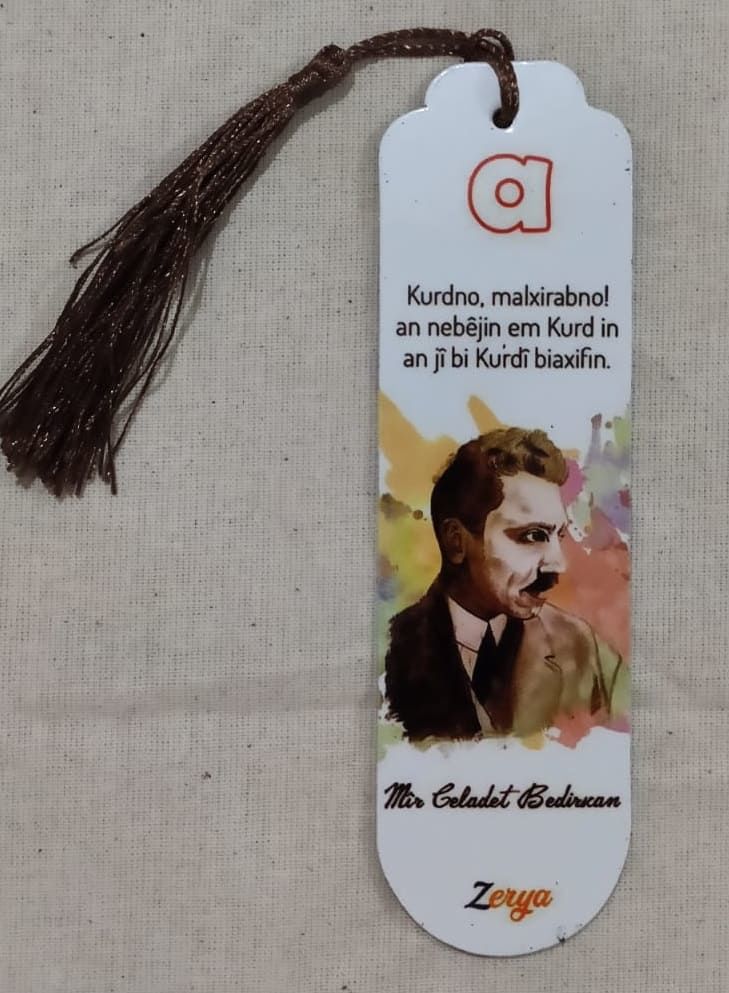 a
Kurdno, malxirabno!
an nebêjin em Kurd in
an jî bi Kurdî biaxifin.
Mîr Celadet Bedirxan
Zerya